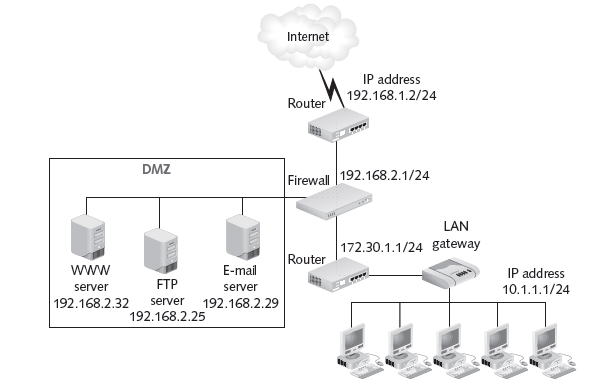 Internet
IP address
192.168.1.2/24
Router
DMZ
Firewall
192.168.2.1/24
WWW
server
192.168.2.32
FTP
server
192.168.2.25
E-mail
server
192.168.2.29
Router
172.30.1.1/24
LAN
gateway
IP address
10.1.1.1/24